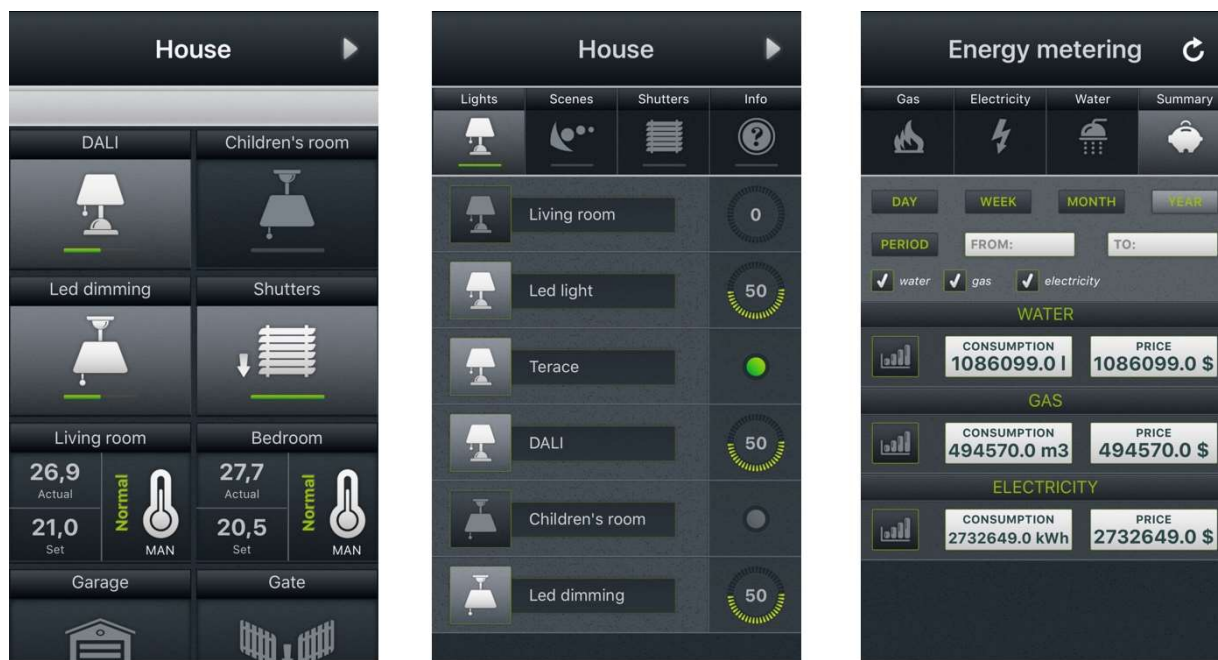 House
DALI
Children's room
Led dimming
Shutters
Living room
Bedroom
26,9
Actual
21,0
Set
Normal
MAN
27,7
Actual
20,5
Set
Normal
MAN
Garage
Gate
House
Lights
Scenes
Shutters
Info
?
Living room
0
Led light
50
Terace
DALI
50
Children's room
Led dimming
50
Energy metering
Gas
Electricity
Water
Summary
DAY
WEEK
MONTH
YEAR
PERIOD
FROM:
TO:
water
gas
electricity
WATER
CONSUMPTION
1086099.0 l
PRICE
1086099.0 $
GAS
CONSUMPTION
494570.0 m3
PRICE
494570.0 $
ELECTRICITY
CONSUMPTION
2732649.0 kWh
PRICE
2732649.0 $